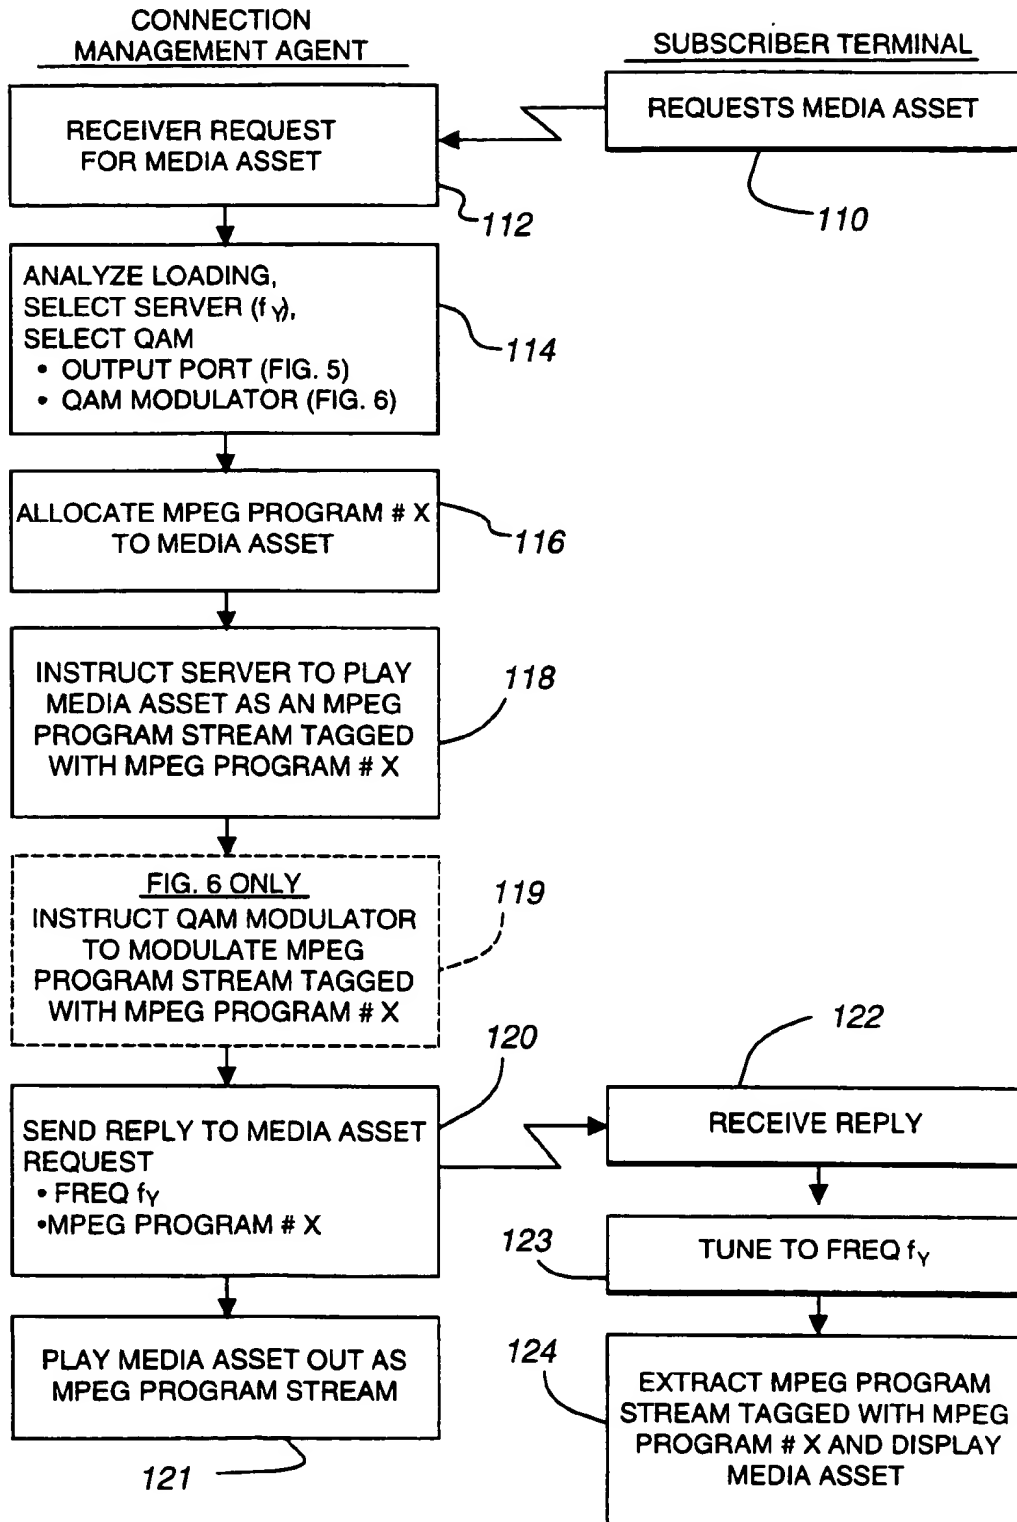 CONNECTION
MANAGEMENT AGENT
SUBSCRIBER TERMINAL
REQUESTS MEDIA ASSET
110
RECEIVER REQUEST
FOR MEDIA ASSET
112
ANALYZE LOADING,
SELECT SERVER (fY),
SELECT QAM
• OUTPUT PORT (FIG. 5)
• QAM MODULATOR (FIG. 6)
114
ALLOCATE MPEG PROGRAM # X
TO MEDIA ASSET
116
INSTRUCT SERVER TO PLAY
MEDIA ASSET AS AN MPEG
PROGRAM STREAM TAGGED
WITH MPEG PROGRAM # X
118
FIG. 6 ONLY
INSTRUCT QAM MODULATOR
TO MODULATE MPEG
PROGRAM STREAM TAGGED
WITH MPEG PROGRAM # X
119
SEND REPLY TO MEDIA ASSET
REQUEST
• FREQ fY
•MPEG PROGRAM # X
120
PLAY MEDIA ASSET OUT AS
MPEG PROGRAM STREAM
121
122
RECEIVE REPLY
TUNE TO FREQ fY
123
EXTRACT MPEG PROGRAM
STREAM TAGGED WITH MPEG
PROGRAM # X AND DISPLAY
MEDIA ASSET
124